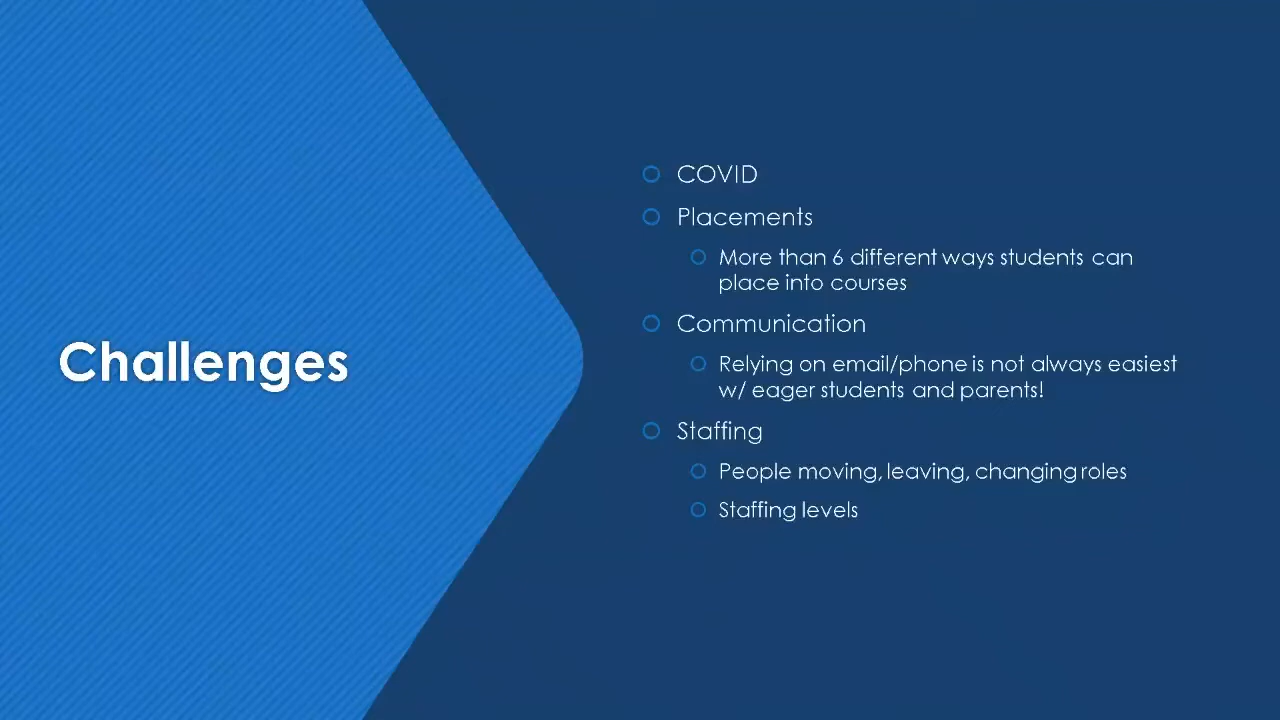 Challenges
COVID
Placements
More than 6 different ways students can
place into courses
Communication
Relying on email/phone is not always easiest
w/ eager students and parents!
Staffing
People moving, leaving, changing roles
Staffing levels